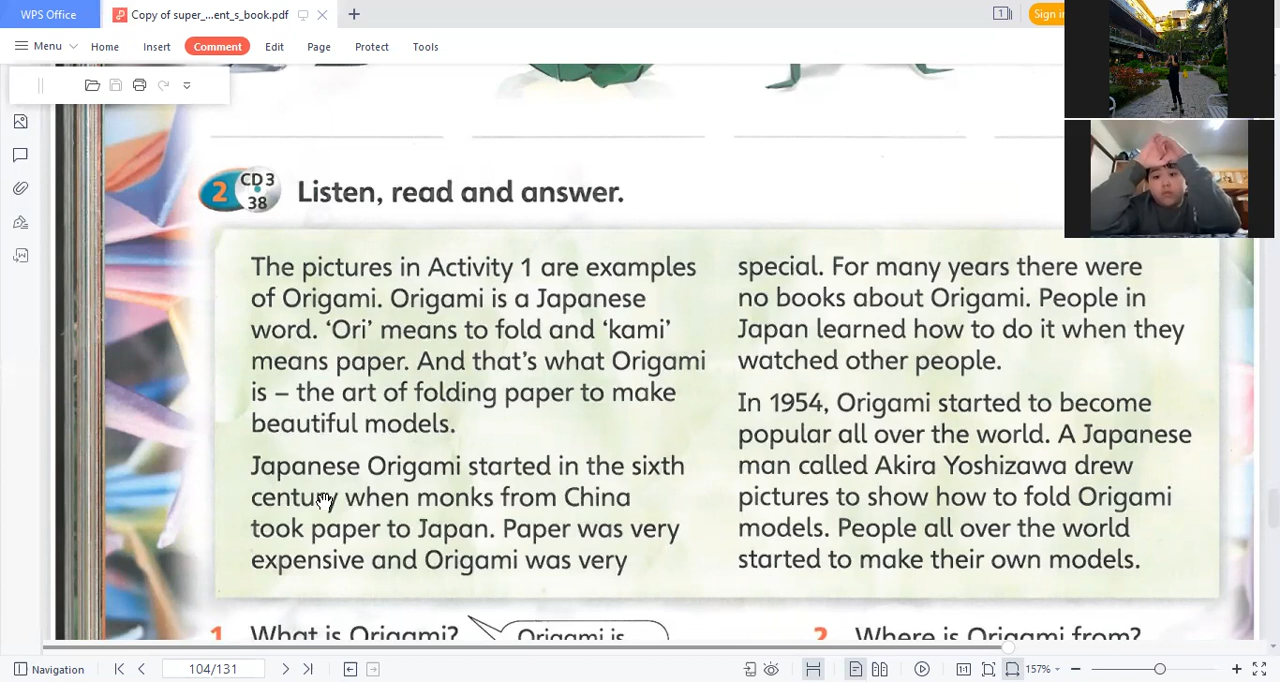 WPS Office
Copy of super_...ent_s_book.pdf
1
Sign in
Menu
Home
Insert
Comment
Edit
Page
Protect
Tools
2
CD 3
38
Listen, read and answer.
The pictures in Activity 1 are examples
of Origami. Origami is a Japanese
word. ‘Ori’ means to fold and ‘kami’
means paper. And that’s what Origami
is – the art of folding paper to make
beautiful models.
Japanese Origami started in the sixth
century when monks from China
took paper to Japan. Paper was very
expensive and Origami was very
special. For many years there were
no books about Origami. People in
Japan learned how to do it when they
watched other people.
In 1954, Origami started to become
popular all over the world. A Japanese
man called Akira Yoshizawa drew
pictures to show how to fold Origami
models. People all over the world
started to make their own models.
1 What is Origami?
Origami is
2 Where is Origami from?
Navigation
104/131
157%